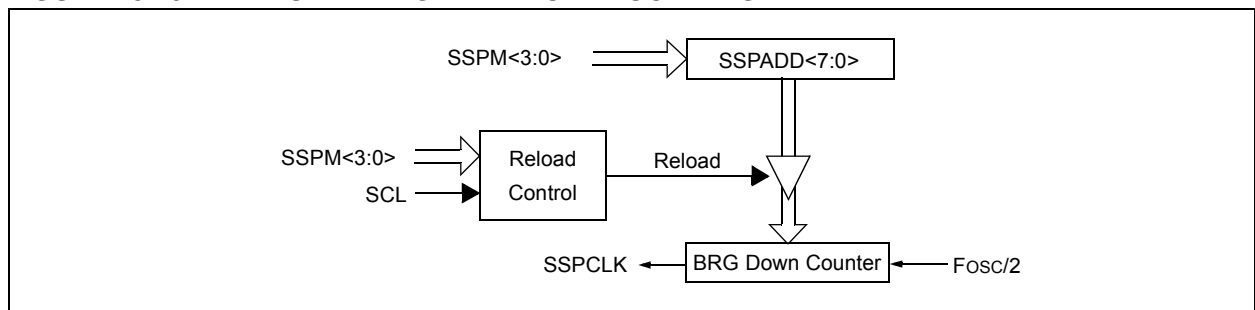 SSPM<3:0>
SSPADD<7:0>
SSPM<3:0>
Reload
Control
Reload
SCL
SSPCLK
BRG Down Counter
FOSC/2